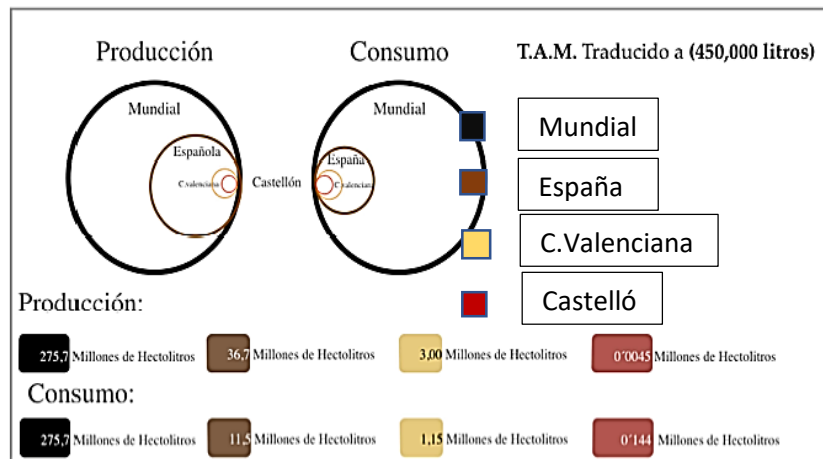 Producción
Consumo
T.A.M. Traducido a (450,000 litros)
Mundial
Mundial
Mundial
Española
España
España
C.valenciana
Castellón
C.valenciana
C.Valenciana
Castelló
Producción:
275,7 Millones de Hectolitros
36,7 Millones de Hectolitros
3,00 Millones de Hectolitros
0´0045 Millones de Hectolitros
Consumo:
275,7 Millones de Hectolitros
11,5 Millones de Hectolitros
1,15 Millones de Hectolitros
0´144 Millones de Hectolitros